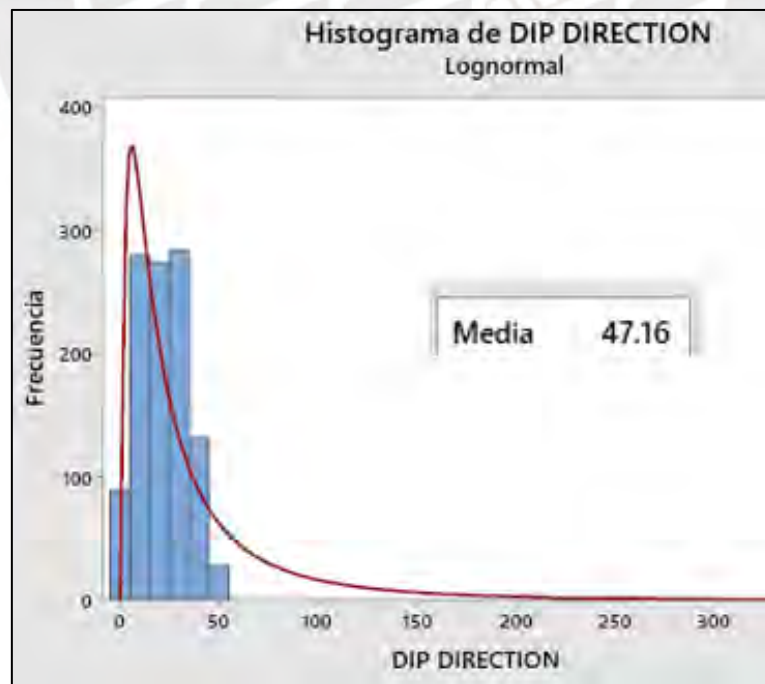 Histograma de DIP DIRECTION
Lognormal
400
300
200
100
0
Frecuencia
Media 47.16
0 50 100 150 200 250 300
DIP DIRECTION